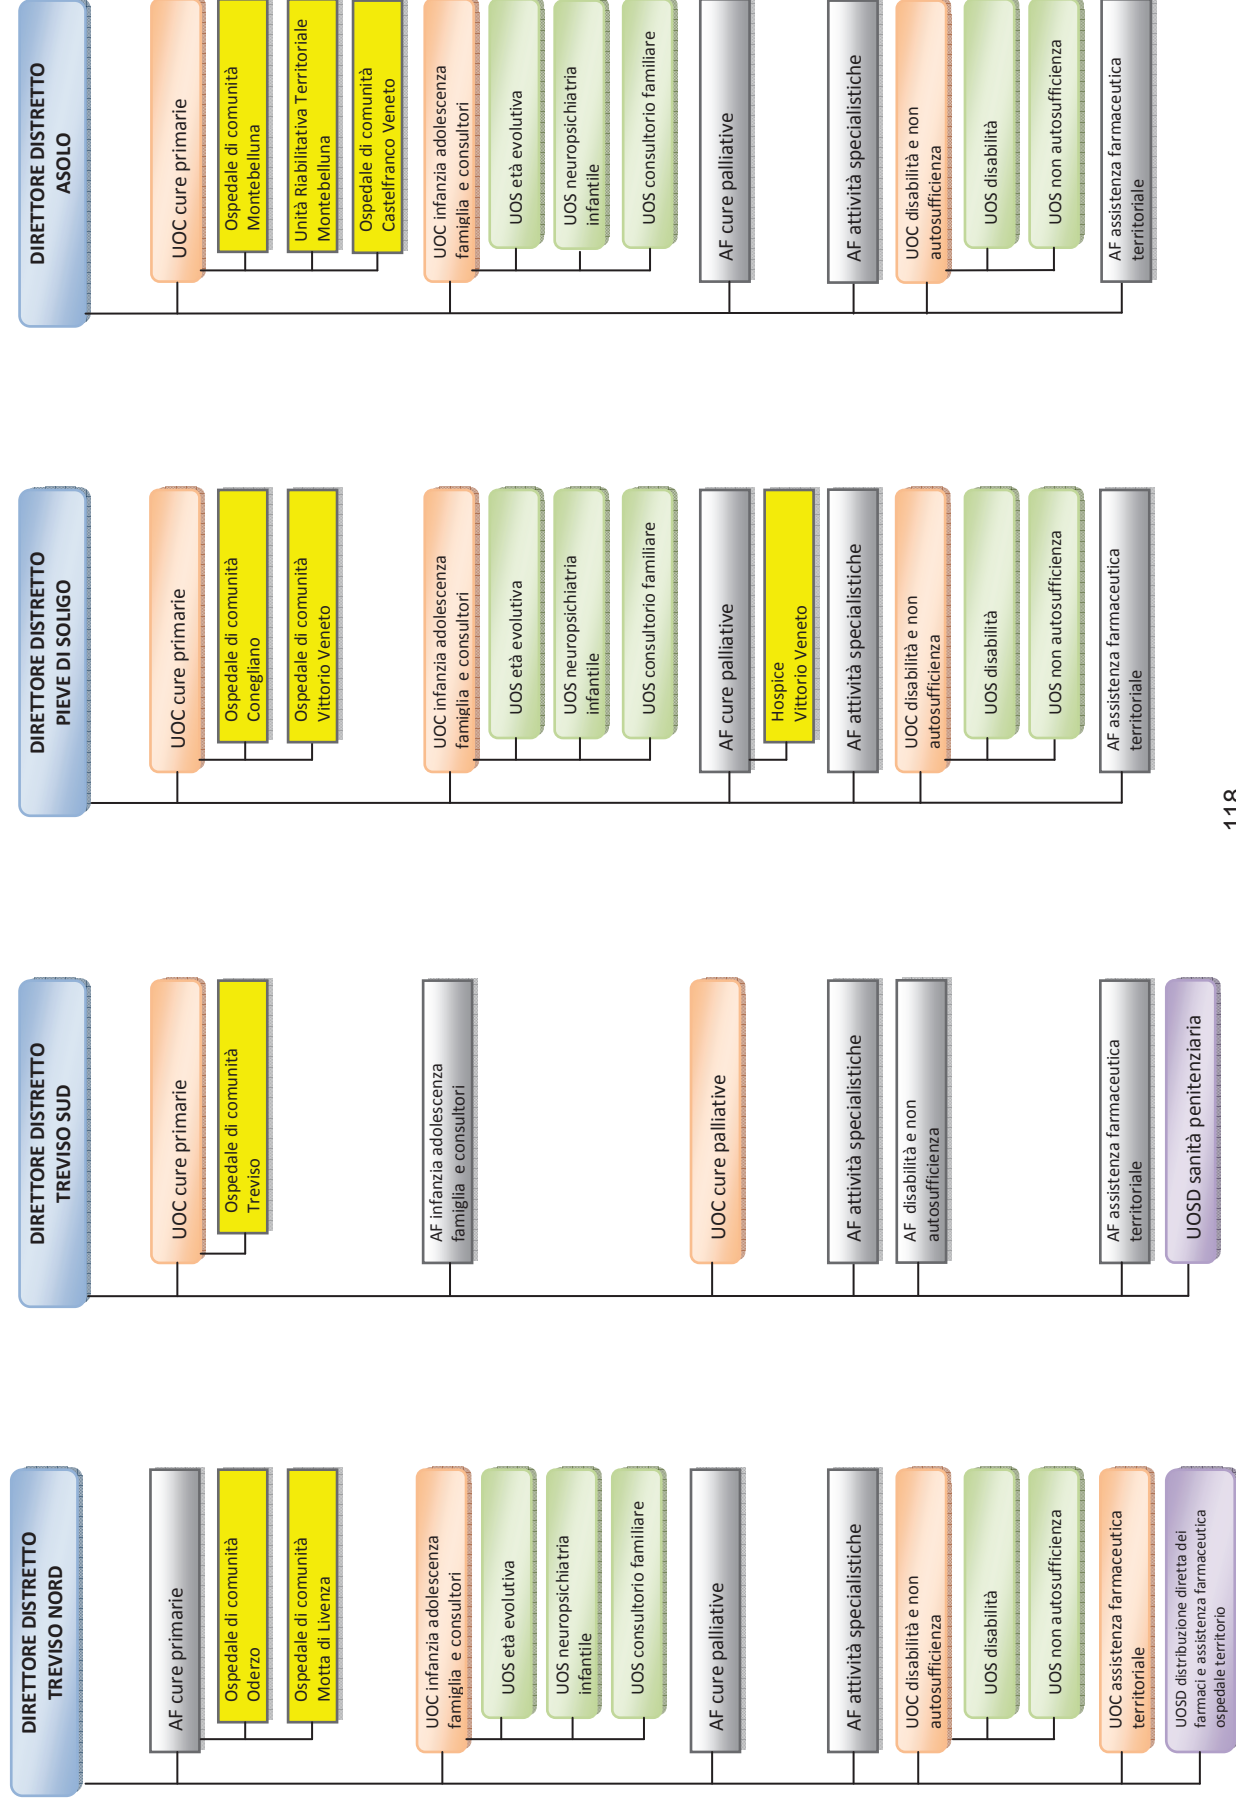 DIRETTORE DISTRETTO
TREVISO NORD
AF cure primarie
Ospedale di comunità
Oderzo
Ospedale di comunità
Motta di Livenza
UOC infanzia adolescenza
famiglia e consultori
UOS età evolutiva
UOS neuropsichiatria
infantile
UOS consultorio familiare
AF cure palliative
AF attività specialistiche
UOC disabilità e non
autosufficienza
UOS disabilità
UOS non autosufficienza
UOC assistenza farmaceutica
territoriale
UOSD distribuzione diretta dei
farmaci e assistenza farmaceutica
ospedale territorio
DIRETTORE DISTRETTO
TREVISO SUD
UOC cure primarie
Ospedale di comunità
Treviso
AF infanzia adolescenza
famiglia e consultori
UOC cure palliative
AF attività specialistiche
AF disabilità e non
autosufficienza
AF assistenza farmaceutica
territoriale
UOSD sanità penitenziaria
DIRETTORE DISTRETTO
PIEVE DI SOLIGO
UOC cure primarie
Ospedale di comunità
Conegliano
Ospedale di comunità
Vittorio Veneto
UOC infanzia adolescenza
famiglia e consultori
UOS età evolutiva
UOS neuropsichiatria
infantile
UOS consultorio familiare
AF cure palliative
Hospice
Vittorio Veneto
AF attività specialistiche
UOC disabilità e non
autosufficienza
UOS disabilità
UOS non autosufficienza
AF assistenza farmaceutica
territoriale
DIRETTORE DISTRETTO
ASOLO
UOC cure primarie
Ospedale di comunità
Montebelluna
Unità Riabilitativa Territoriale
Montebelluna
Ospedale di comunità
Castelfranco Veneto
UOC infanzia adolescenza
famiglia e consultori
UOS età evolutiva
UOS neuropsichiatria
infantile
UOS consultorio familiare
AF cure palliative
AF attività specialistiche
UOC disabilità e non
autosufficienza
UOS disabilità
UOS non autosufficienza
AF assistenza farmaceutica
territoriale
118